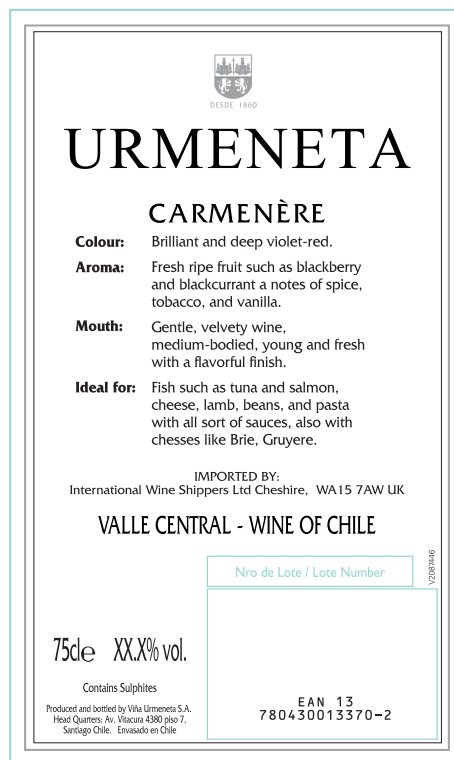 DESDE 1860
URMENETA
CARMENÈRE
Colour: Brilliant and deep violet-red.
Aroma: Fresh ripe fruit such as blackberry
and blackcurrant a notes of spice,
tobacco, and vanilla.
Mouth: Gentle, velvety wine,
medium-bodied, young and fresh
with a flavorful finish.
Ideal for: Fish such as tuna and salmon,
cheese, lamb, beans, and pasta
with all sort of sauces, also with
chesses like Brie, Gruyere.
IMPORTED BY:
International Wine Shippers Ltd Cheshire, WA15 7AW UK
VALLE CENTRAL - WINE OF CHILE
Nro de Lote / Lote Number
V2087446
75cle XX.X% vol.
Contains Sulphites
Produced and bottled by Viña Urmeneta S.A.
Head Quarters: Av. Vitacura 4380 piso 7,
Santiago Chile. Envasado en Chile
EAN 13
780430013370-2